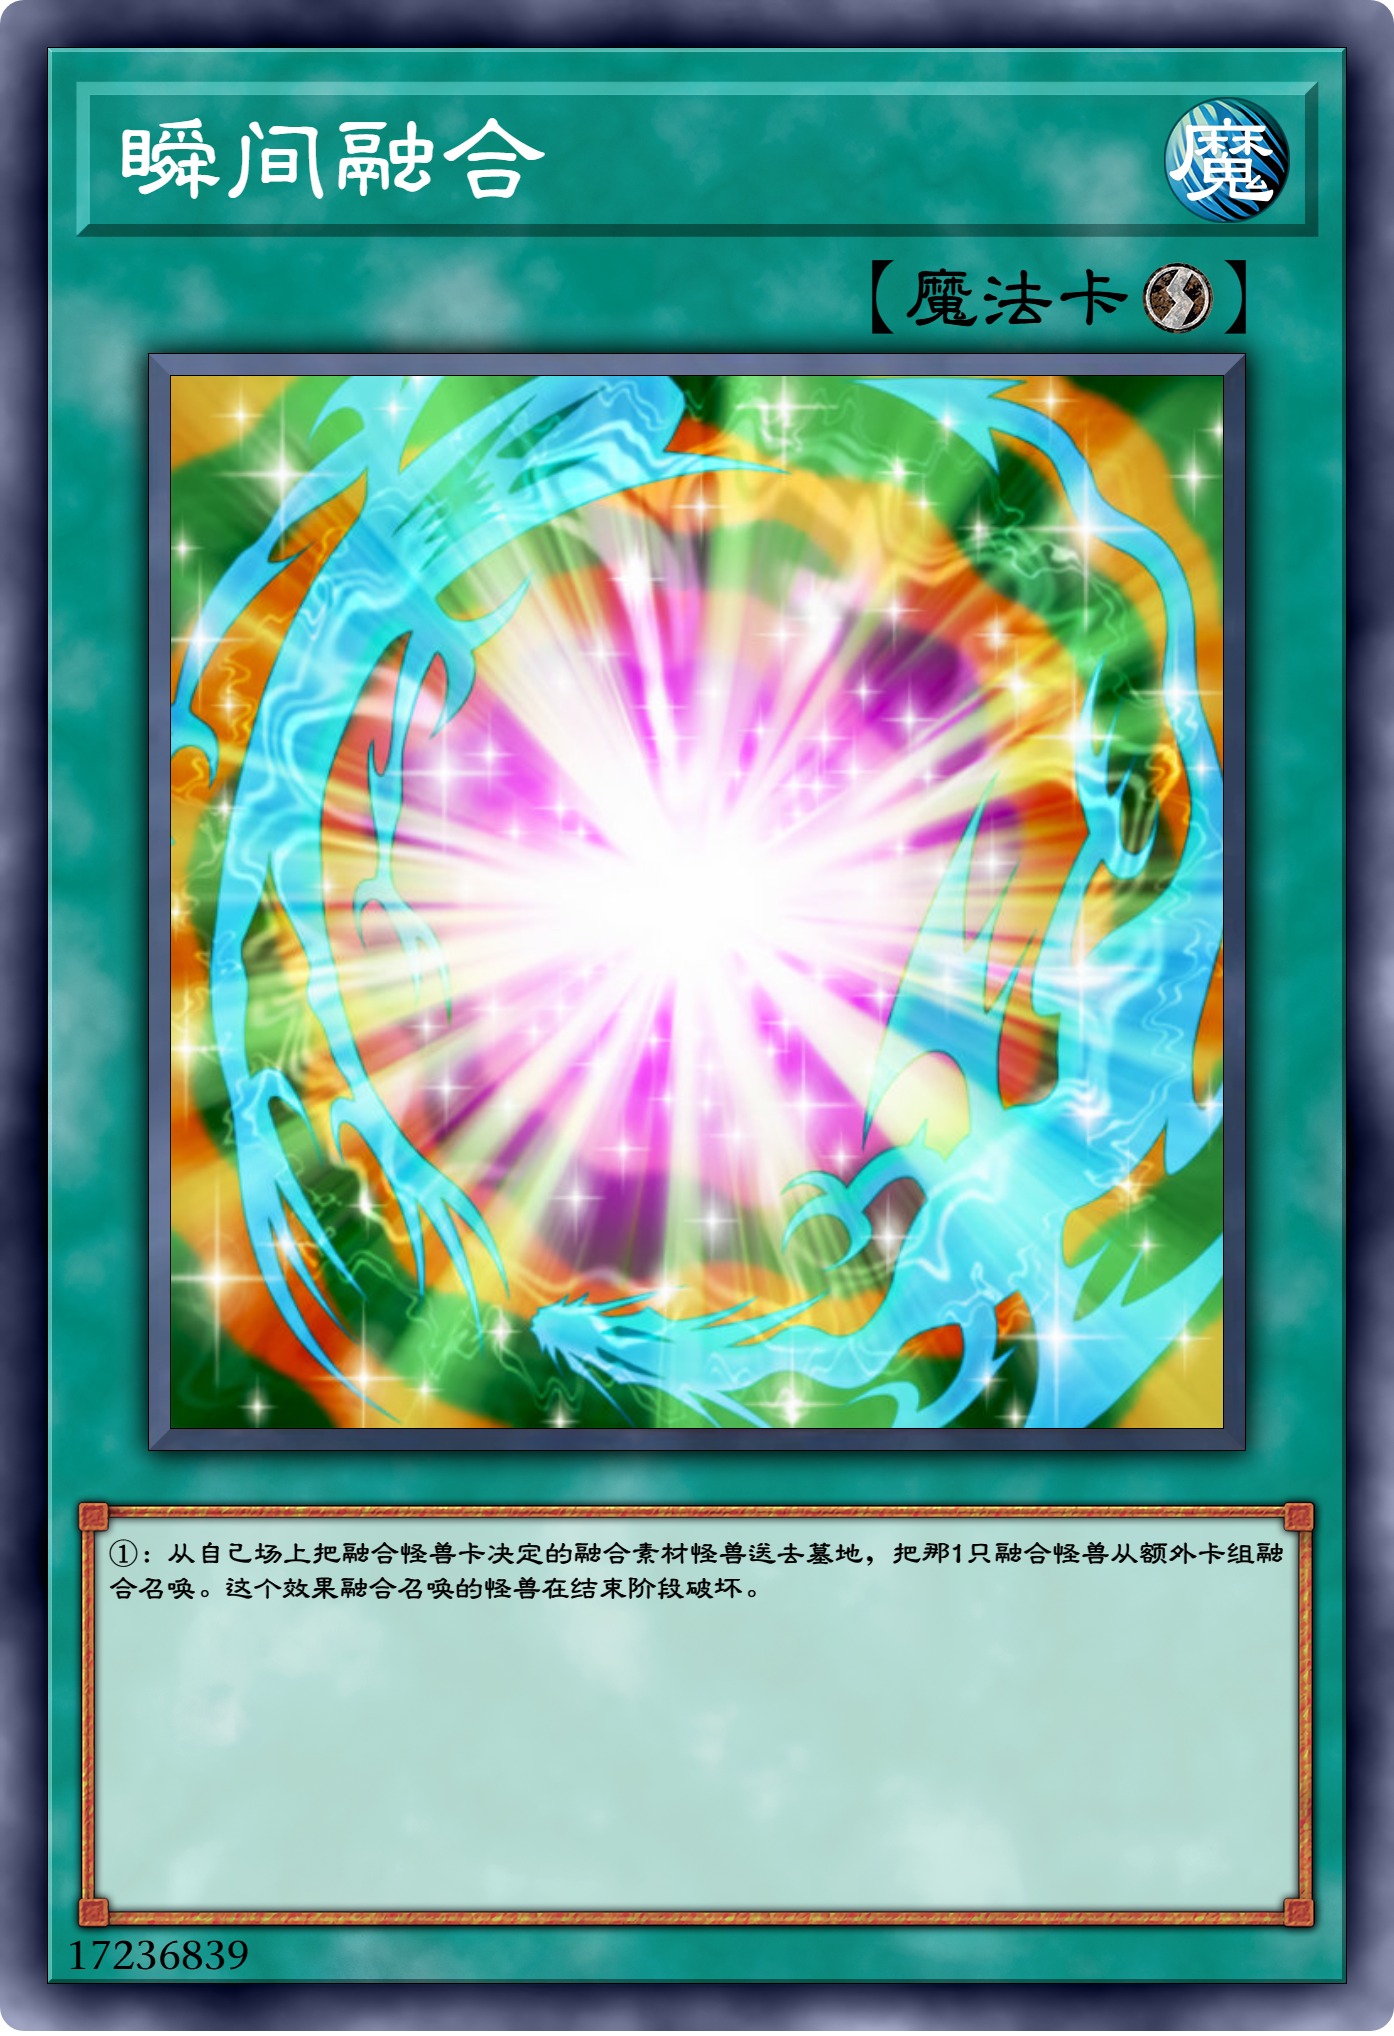 瞬间融合
魔
【魔法卡】
①：从自己场上把融合怪兽卡决定的融合素材怪兽送去墓地，把那1只融合怪兽从额外卡组融
合召唤。这个效果融合召唤的怪兽在结束阶段破坏。
17236839